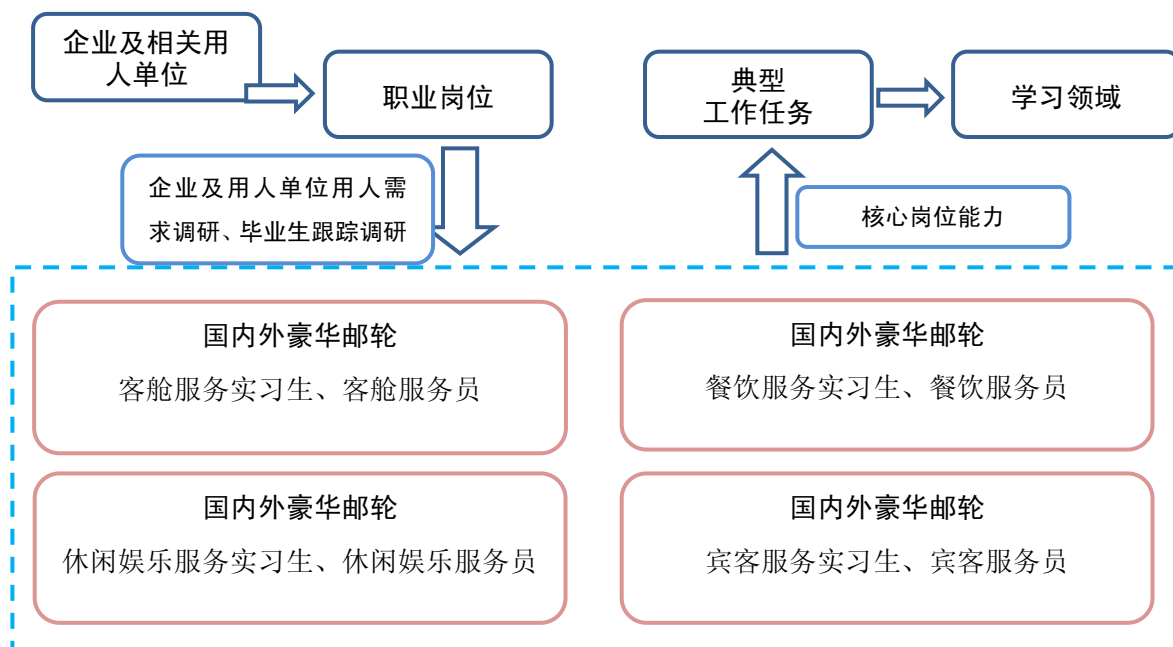 企业及相关用
人单位
职业岗位
典型
工作任务
学习领域
企业及用人单位用人需
求调研、毕业生跟踪调研
核心岗位能力
国内外豪华邮轮
客舱服务实习生、客舱服务员
国内外豪华邮轮
餐饮服务实习生、餐饮服务员
国内外豪华邮轮
休闲娱乐服务实习生、休闲娱乐服务员
国内外豪华邮轮
宾客服务实习生、宾客服务员